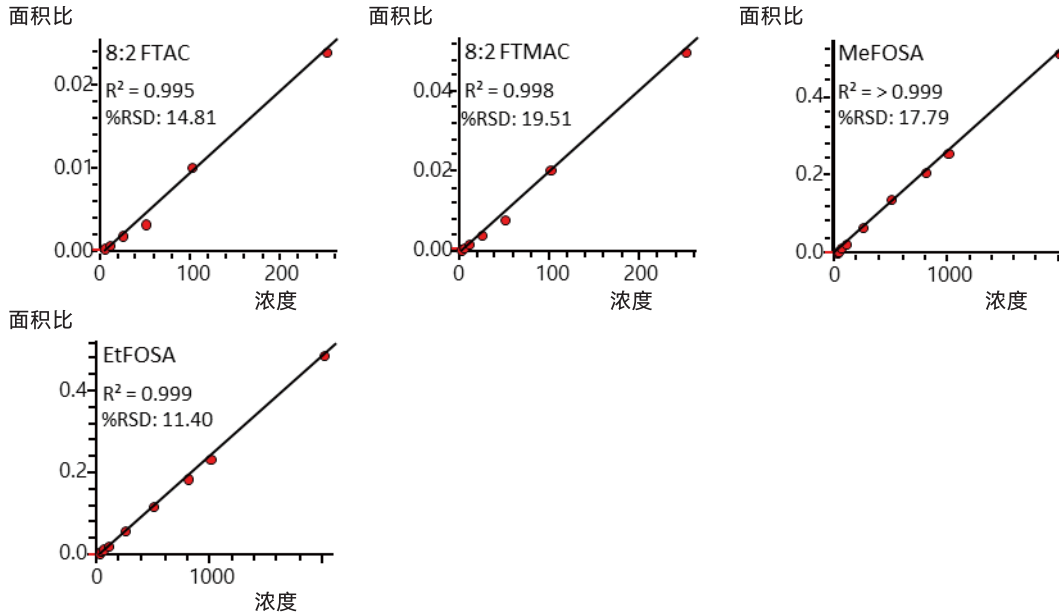 面积比
8:2 FTAC
R² = 0.995
%RSD: 14.81
0.02
0.01
0.00
0 100 200
浓度
面积比
8:2 FTMAC
R² = 0.998
%RSD: 19.51
0.04
0.02
0.00
0 100 200
浓度
面积比
MeFOSA
R² = > 0.999
%RSD: 17.79
0.4
0.2
0.0
0 1000
浓度
面积比
EtFOSA
R² = 0.999
%RSD: 11.40
0.4
0.2
0.0
0 1000
浓度